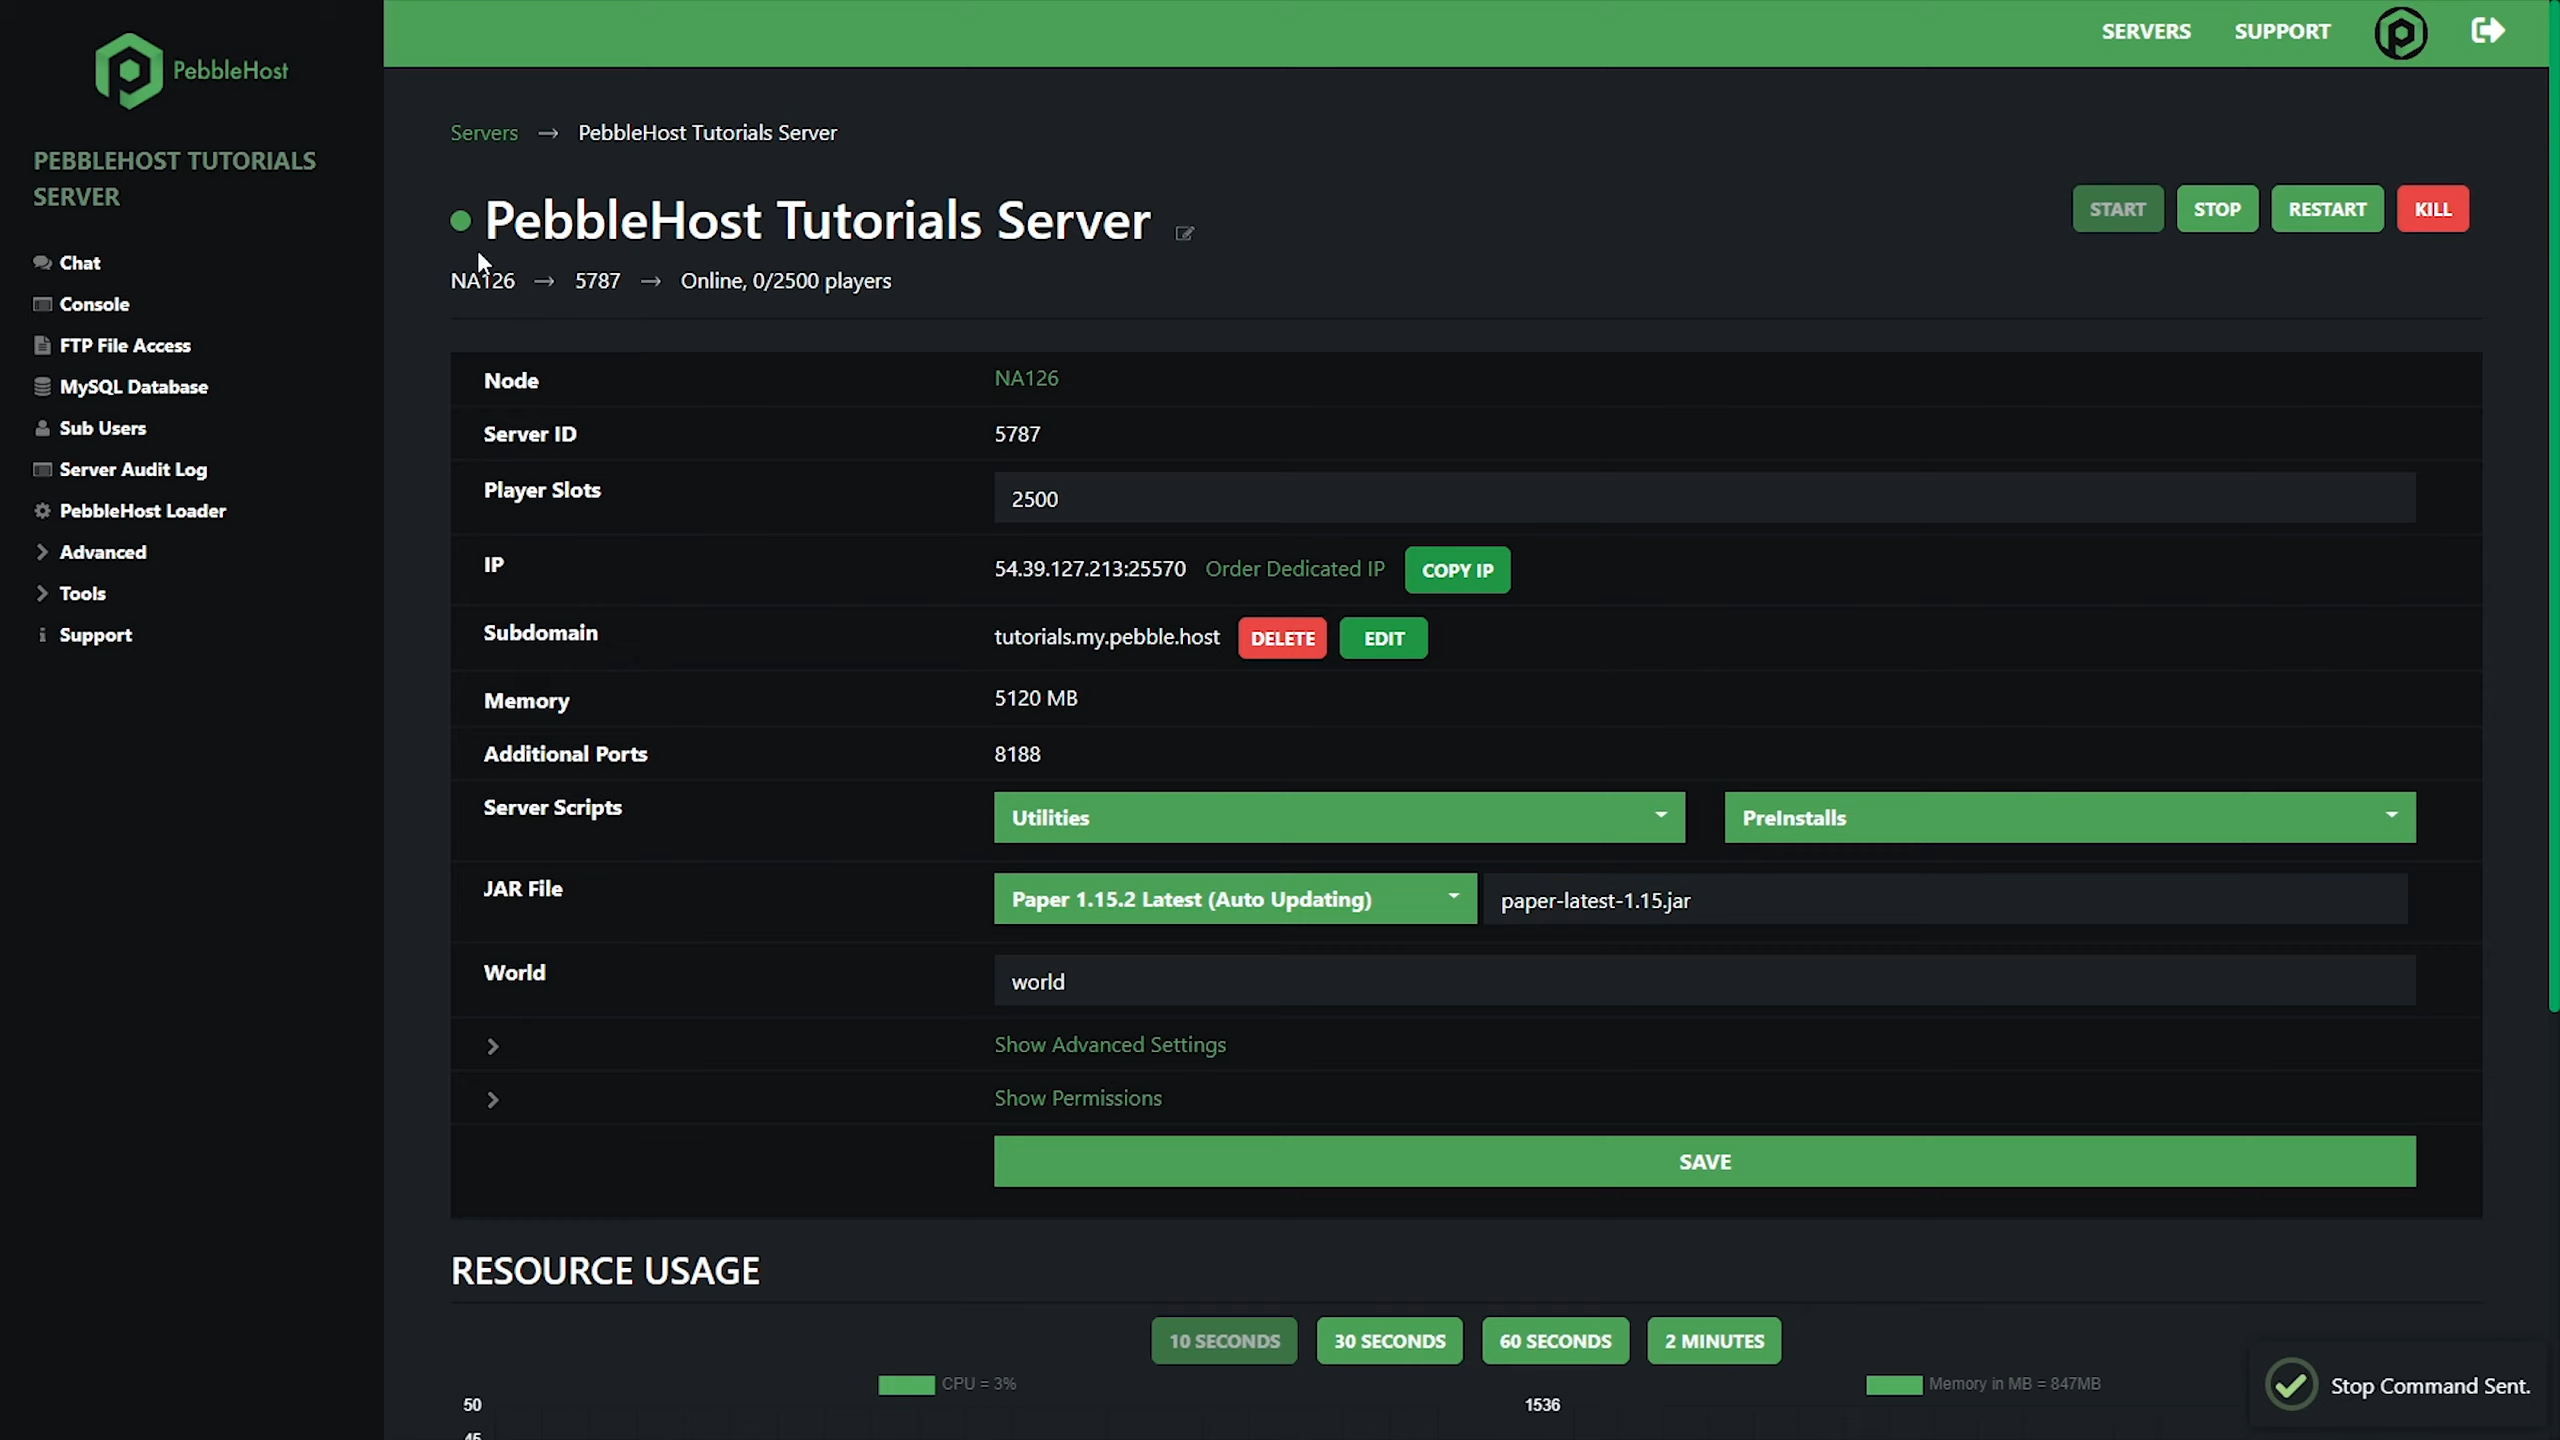 PebbleHost
SERVERS SUPPORT
PEBBLEHOST TUTORIALS
SERVER
Chat
Console
FTP File Access
MySQL Database
Sub Users
Server Audit Log
PebbleHost Loader
Advanced
Tools
Support
Servers → PebbleHost Tutorials Server
PebbleHost Tutorials Server
START STOP RESTART KILL
NA126 → 5787 → Online, 0/2500 players
Node NA126
Server ID 5787
Player Slots 2500
IP 54.39.127.213:25570 Order Dedicated IP COPY IP
Subdomain tutorials.my.pebble.host DELETE EDIT
Memory 5120 MB
Additional Ports 8188
Server Scripts Utilities PreInstalls
JAR File Paper 1.15.2 Latest (Auto Updating) paper-latest-1.15.jar
World world
Show Advanced Settings
Show Permissions
SAVE
RESOURCE USAGE
10 SECONDS 30 SECONDS 60 SECONDS 2 MINUTES
CPU = 3% Memory in MB = 847MB
50 1536
45
Stop Command Sent.